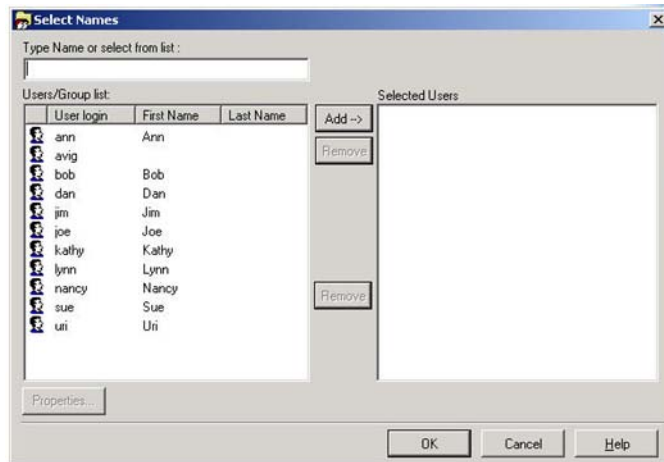 Select Names
Type Name or select from list :
Users/Group list:
Selected Users
User login First Name Last Name
Add -->
ann Ann
Remove
avig
bob Bob
dan Dan
jim Jim
joe Joe
kathy Kathy
lynn Lynn
nancy Nancy
Remove
sue Sue
uri Uri
Properties...
OK Cancel Help